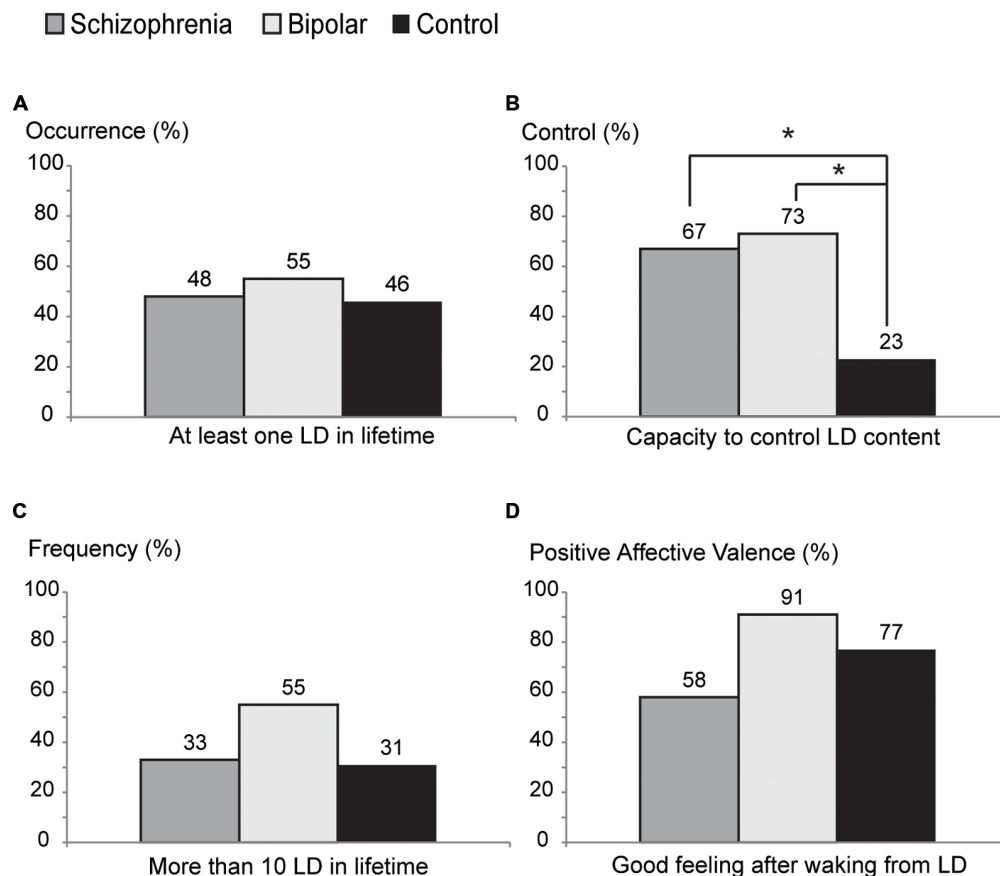 Schizophrenia Bipolar Control
A
Occurrence (%)
100
80
60
40
20
0
48
55
46
At least one LD in lifetime
B
Control (%)
100
80
60
40
20
0
*
*
67
73
23
Capacity to control LD content
C
Frequency (%)
100
80
60
40
20
0
33
55
31
More than 10 LD in lifetime
D
Positive Affective Valence (%)
100
80
60
40
20
0
58
91
77
Good feeling after waking from LD